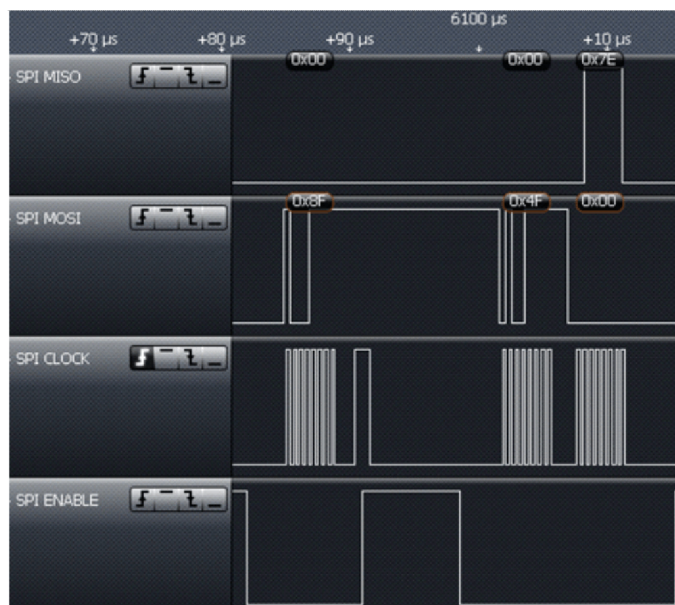 6100 µs
+70 µs +80 µs +90 µs +10 µs
0x00 0x00 0x7E
SPI MISO
0x8F 0x4F 0x00
SPI MOSI
SPI CLOCK
SPI ENABLE